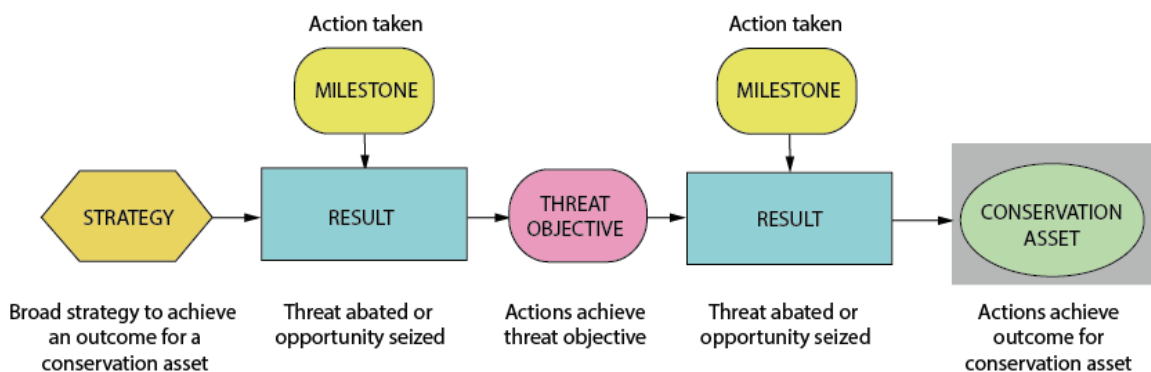 Action taken
Action taken
MILESTONE
MILESTONE
STRATEGY
RESULT
THREAT
OBJECTIVE
RESULT
CONSERVATION
ASSET
Broad strategy to achieve
an outcome for a
conservation asset
Threat abated or
opportunity seized
Actions achieve
threat objective
Threat abated or
opportunity seized
Actions achieve
outcome for
conservation asset